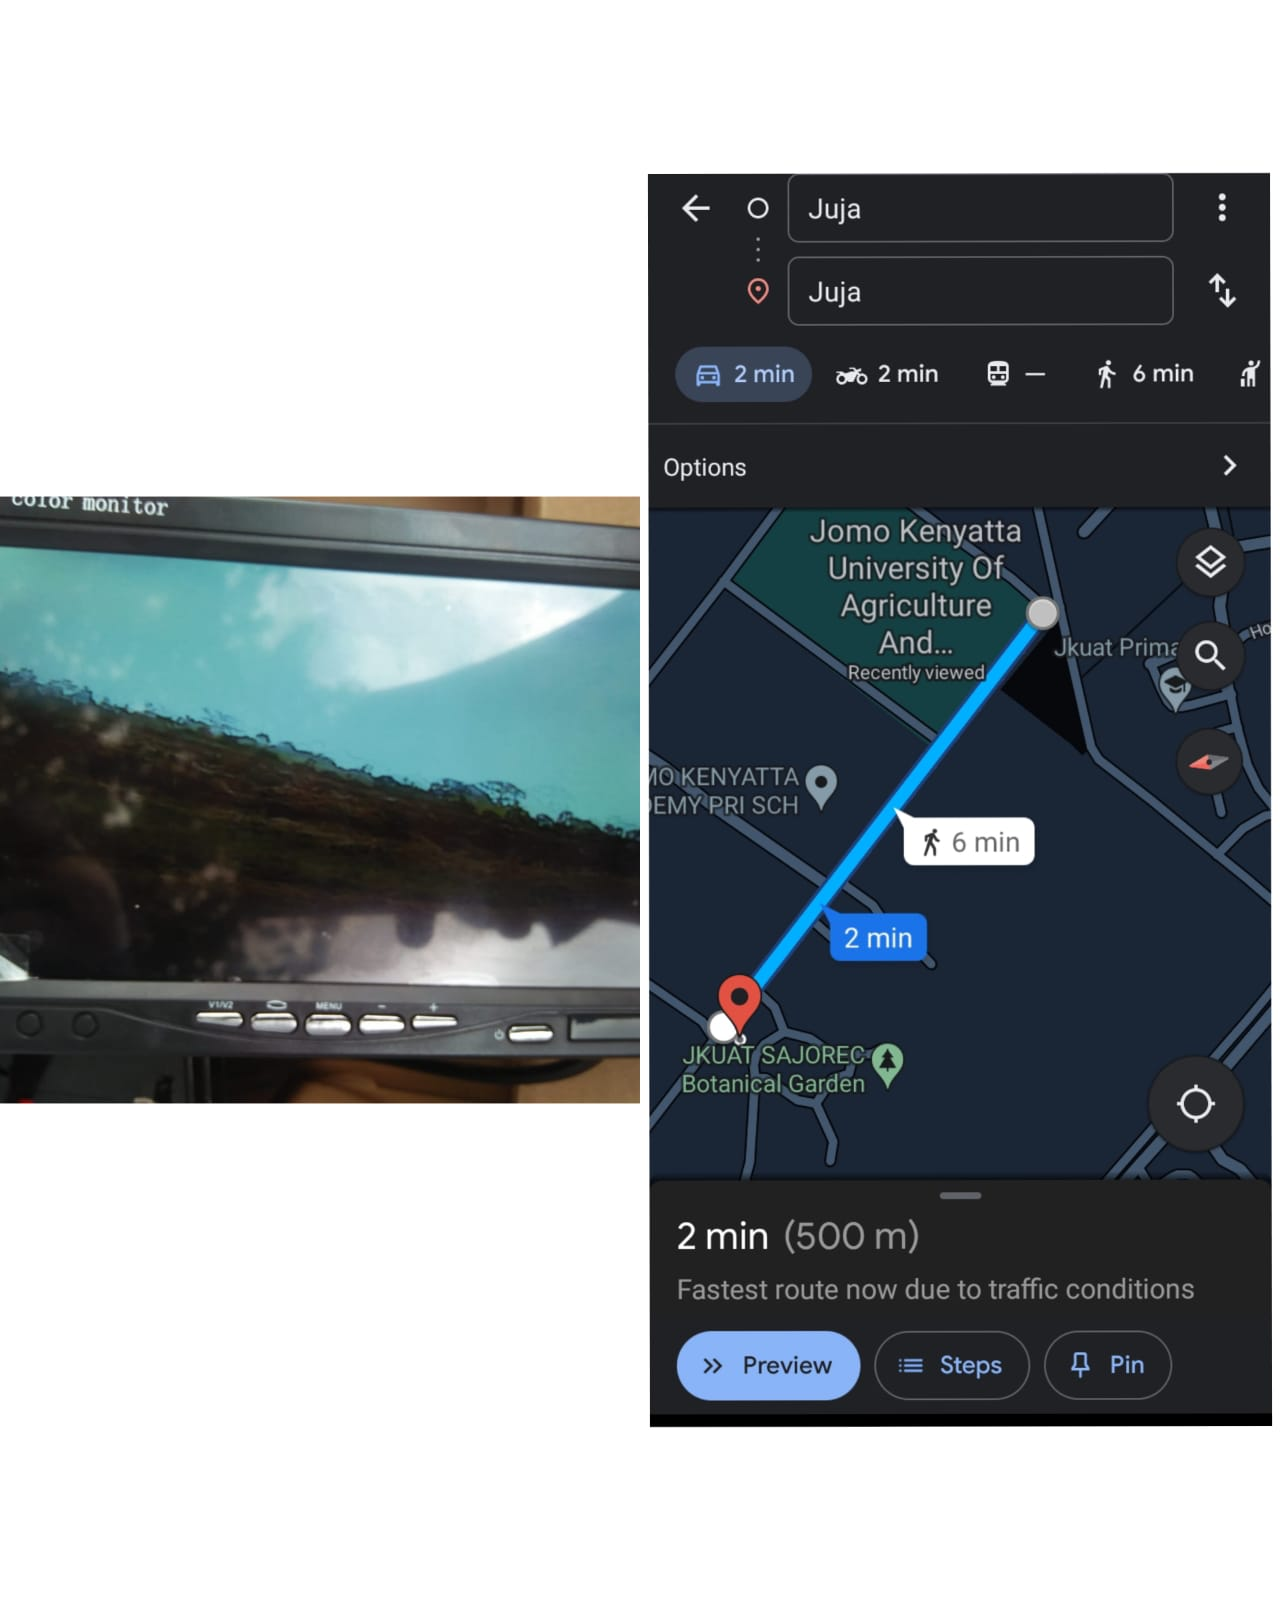 color monitor
V1/V2
MENU
-
+
Juja
Juja
2 min
2 min
—
6 min
Options
Jomo Kenyatta
University Of
Agriculture
And...
Recently viewed
Jkuat Prima
Ho
MO KENYATTA
DEMY PRI SCH
6 min
2 min
JKUAT SAJOREC
Botanical Garden
2 min (500 m)
Fastest route now due to traffic conditions
Preview
Steps
Pin